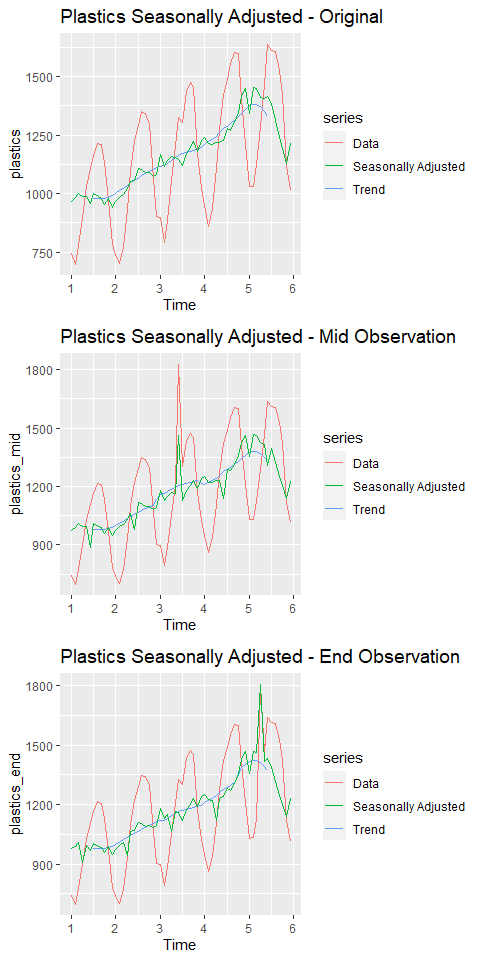 Plastics Seasonally Adjusted - Original
plastics
1500
1250
1000
750
1 2 3 4 5 6
Time
series
Data
Seasonally Adjusted
Trend
Plastics Seasonally Adjusted - Mid Observation
plastics_mid
1800
1500
1200
900
1 2 3 4 5 6
Time
series
Data
Seasonally Adjusted
Trend
Plastics Seasonally Adjusted - End Observation
plastics_end
1800
1500
1200
900
1 2 3 4 5 6
Time
series
Data
Seasonally Adjusted
Trend